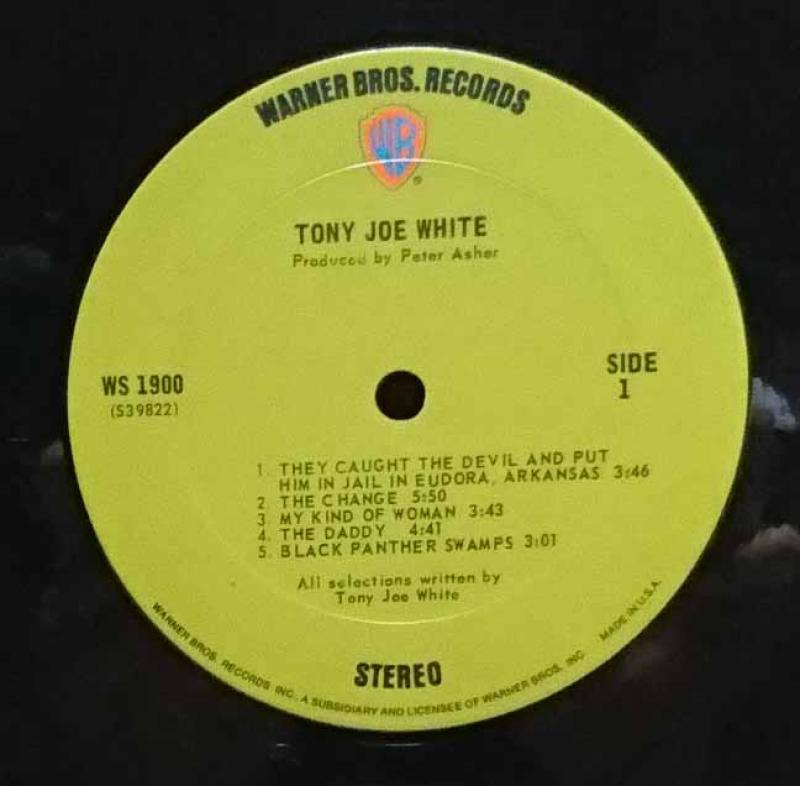 WARNER BROS. RECORDS
WB
®
TONY JOE WHITE
Produced by Peter Asher
WS 1900
(S39822)
SIDE
1
1. THEY CAUGHT THE DEVIL AND PUT
HIM IN JAIL IN EUDORA, ARKANSAS 3:46
2. THE CHANGE 5:50
3. MY KIND OF WOMAN 3:43
4. THE DADDY 4:41
5. BLACK PANTHER SWAMPS 3:01
All selections written by
Tony Joe White
STEREO
WARNER BROS. RECORDS INC., A SUBSIDIARY AND LICENSEE OF WARNER BROS. INC. MADE IN U.S.A.